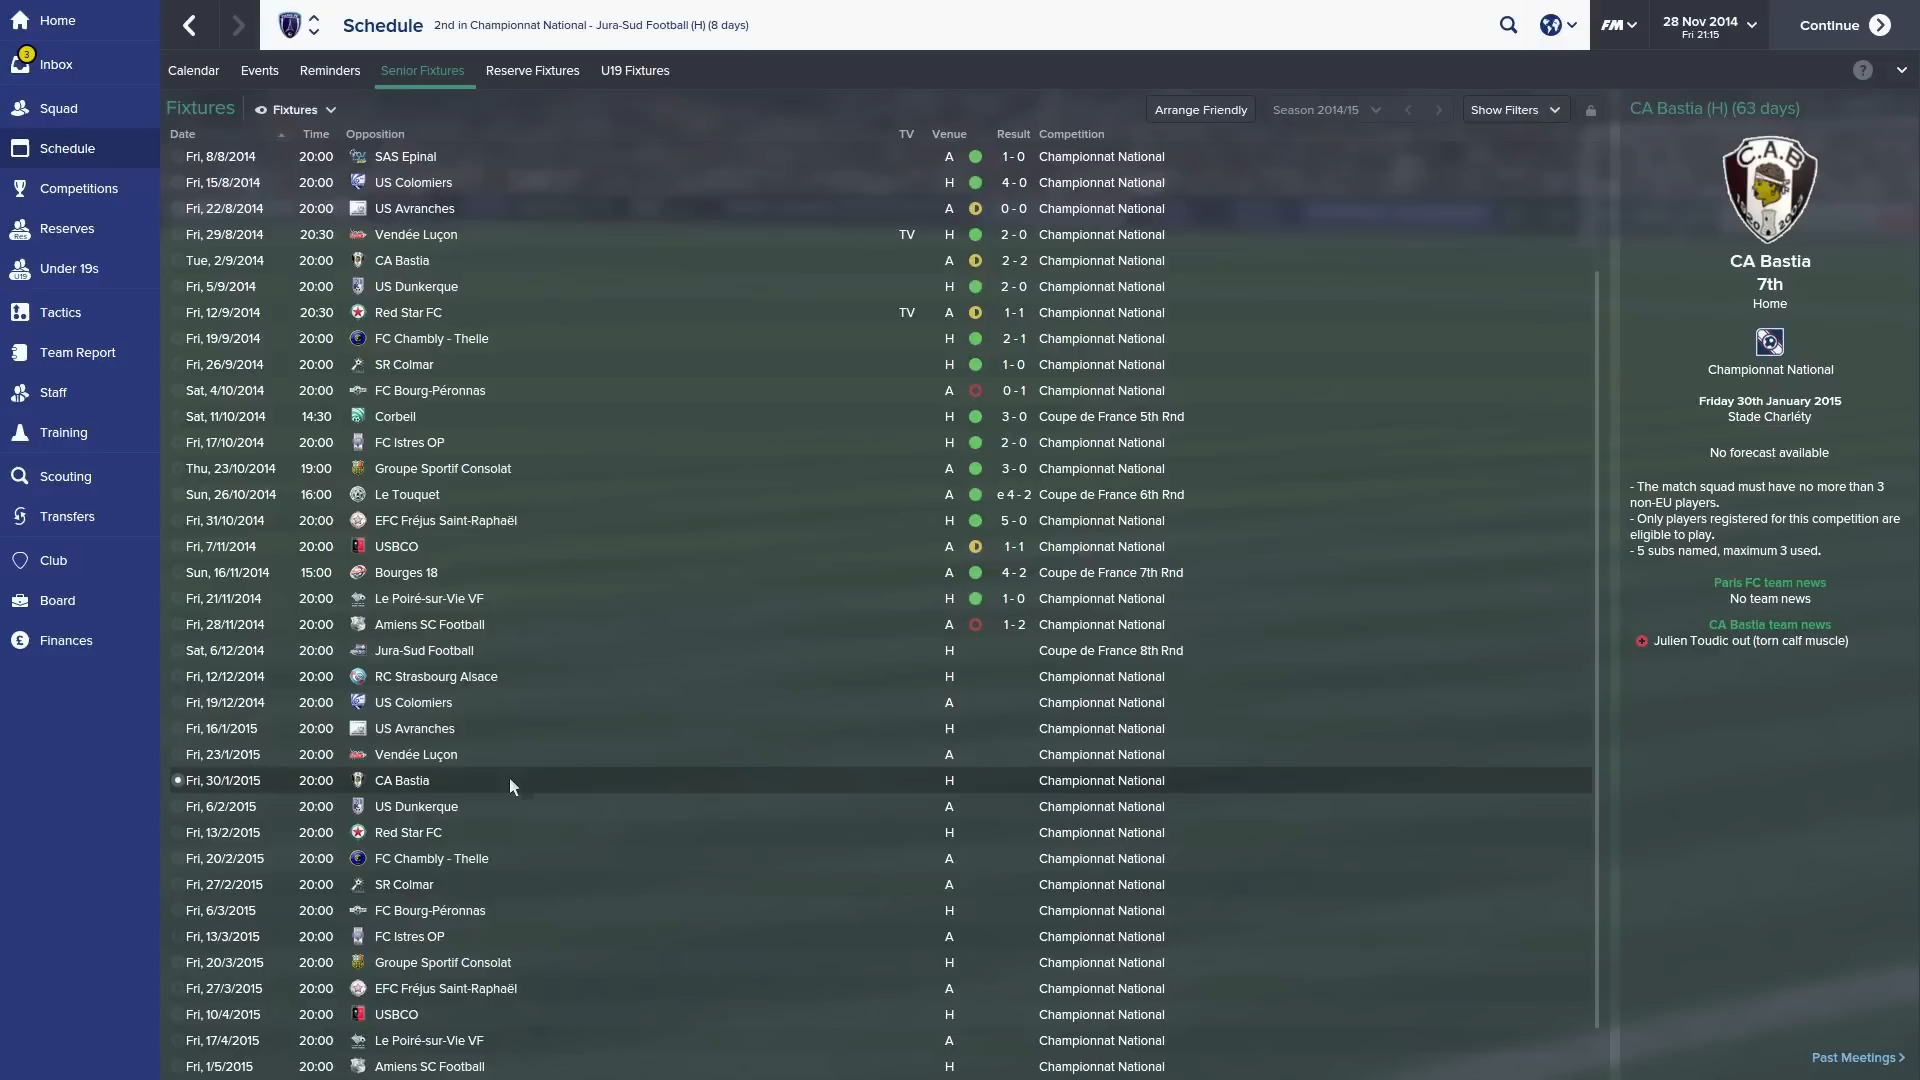 Home
3
Inbox
Squad
Schedule
Competitions
Res
Reserves
U19
Under 19s
Tactics
Team Report
Staff
Training
Scouting
Transfers
Club
Board
Finances
Schedule 2nd in Championnat National - Jura-Sud Football (H) (8 days)
FM
28 Nov 2014
Fri 21:15
Continue
Calendar Events Reminders Senior Fixtures Reserve Fixtures U19 Fixtures
?
Fixtures Fixtures Arrange Friendly Season 2014/15 Show Filters
Date Time Opposition TV Venue Result Competition
Fri, 8/8/2014 20:00 SAS Epinal A 1 - 0 Championnat National
Fri, 15/8/2014 20:00 US Colomiers H 4 - 0 Championnat National
Fri, 22/8/2014 20:00 US Avranches A 0 - 0 Championnat National
Fri, 29/8/2014 20:30 Vendée Luçon TV H 2 - 0 Championnat National
Tue, 2/9/2014 20:00 CA Bastia A 2 - 2 Championnat National
Fri, 5/9/2014 20:00 US Dunkerque H 2 - 0 Championnat National
Fri, 12/9/2014 20:30 Red Star FC TV A 1 - 1 Championnat National
Fri, 19/9/2014 20:00 FC Chambly - Thelle H 2 - 1 Championnat National
Fri, 26/9/2014 20:00 SR Colmar H 1 - 0 Championnat National
Sat, 4/10/2014 20:00 FC Bourg-Péronnas A 0 - 1 Championnat National
Sat, 11/10/2014 14:30 Corbeil H 3 - 0 Coupe de France 5th Rnd
Fri, 17/10/2014 20:00 FC Istres OP H 2 - 0 Championnat National
Thu, 23/10/2014 19:00 Groupe Sportif Consolat A 3 - 0 Championnat National
Sun, 26/10/2014 16:00 Le Touquet A e 4 - 2 Coupe de France 6th Rnd
Fri, 31/10/2014 20:00 EFC Fréjus Saint-Raphaël H 5 - 0 Championnat National
Fri, 7/11/2014 20:00 USBCO A 1 - 1 Championnat National
Sun, 16/11/2014 15:00 Bourges 18 A 4 - 2 Coupe de France 7th Rnd
Fri, 21/11/2014 20:00 Le Poiré-sur-Vie VF H 1 - 0 Championnat National
Fri, 28/11/2014 20:00 Amiens SC Football A 1 - 2 Championnat National
Sat, 6/12/2014 20:00 Jura-Sud Football H Coupe de France 8th Rnd
Fri, 12/12/2014 20:00 RC Strasbourg Alsace H Championnat National
Fri, 19/12/2014 20:00 US Colomiers A Championnat National
Fri, 16/1/2015 20:00 US Avranches H Championnat National
Fri, 23/1/2015 20:00 Vendée Luçon A Championnat National
Fri, 30/1/2015 20:00 CA Bastia H Championnat National
Fri, 6/2/2015 20:00 US Dunkerque A Championnat National
Fri, 13/2/2015 20:00 Red Star FC H Championnat National
Fri, 20/2/2015 20:00 FC Chambly - Thelle A Championnat National
Fri, 27/2/2015 20:00 SR Colmar A Championnat National
Fri, 6/3/2015 20:00 FC Bourg-Péronnas H Championnat National
Fri, 13/3/2015 20:00 FC Istres OP A Championnat National
Fri, 20/3/2015 20:00 Groupe Sportif Consolat H Championnat National
Fri, 27/3/2015 20:00 EFC Fréjus Saint-Raphaël A Championnat National
Fri, 10/4/2015 20:00 USBCO H Championnat National
Fri, 17/4/2015 20:00 Le Poiré-sur-Vie VF A Championnat National
Fri, 1/5/2015 20:00 Amiens SC Football H Championnat National
CA Bastia (H) (63 days)
C.A.B
CA Bastia
7th
Home
Championnat National
Friday 30th January 2015
Stade Charléty
No forecast available
- The match squad must have no more than 3
non-EU players.
- Only players registered for this competition are
eligible to play.
- 5 subs named, maximum 3 used.
Paris FC team news
No team news
CA Bastia team news
Julien Toudic out (torn calf muscle)
Past Meetings >